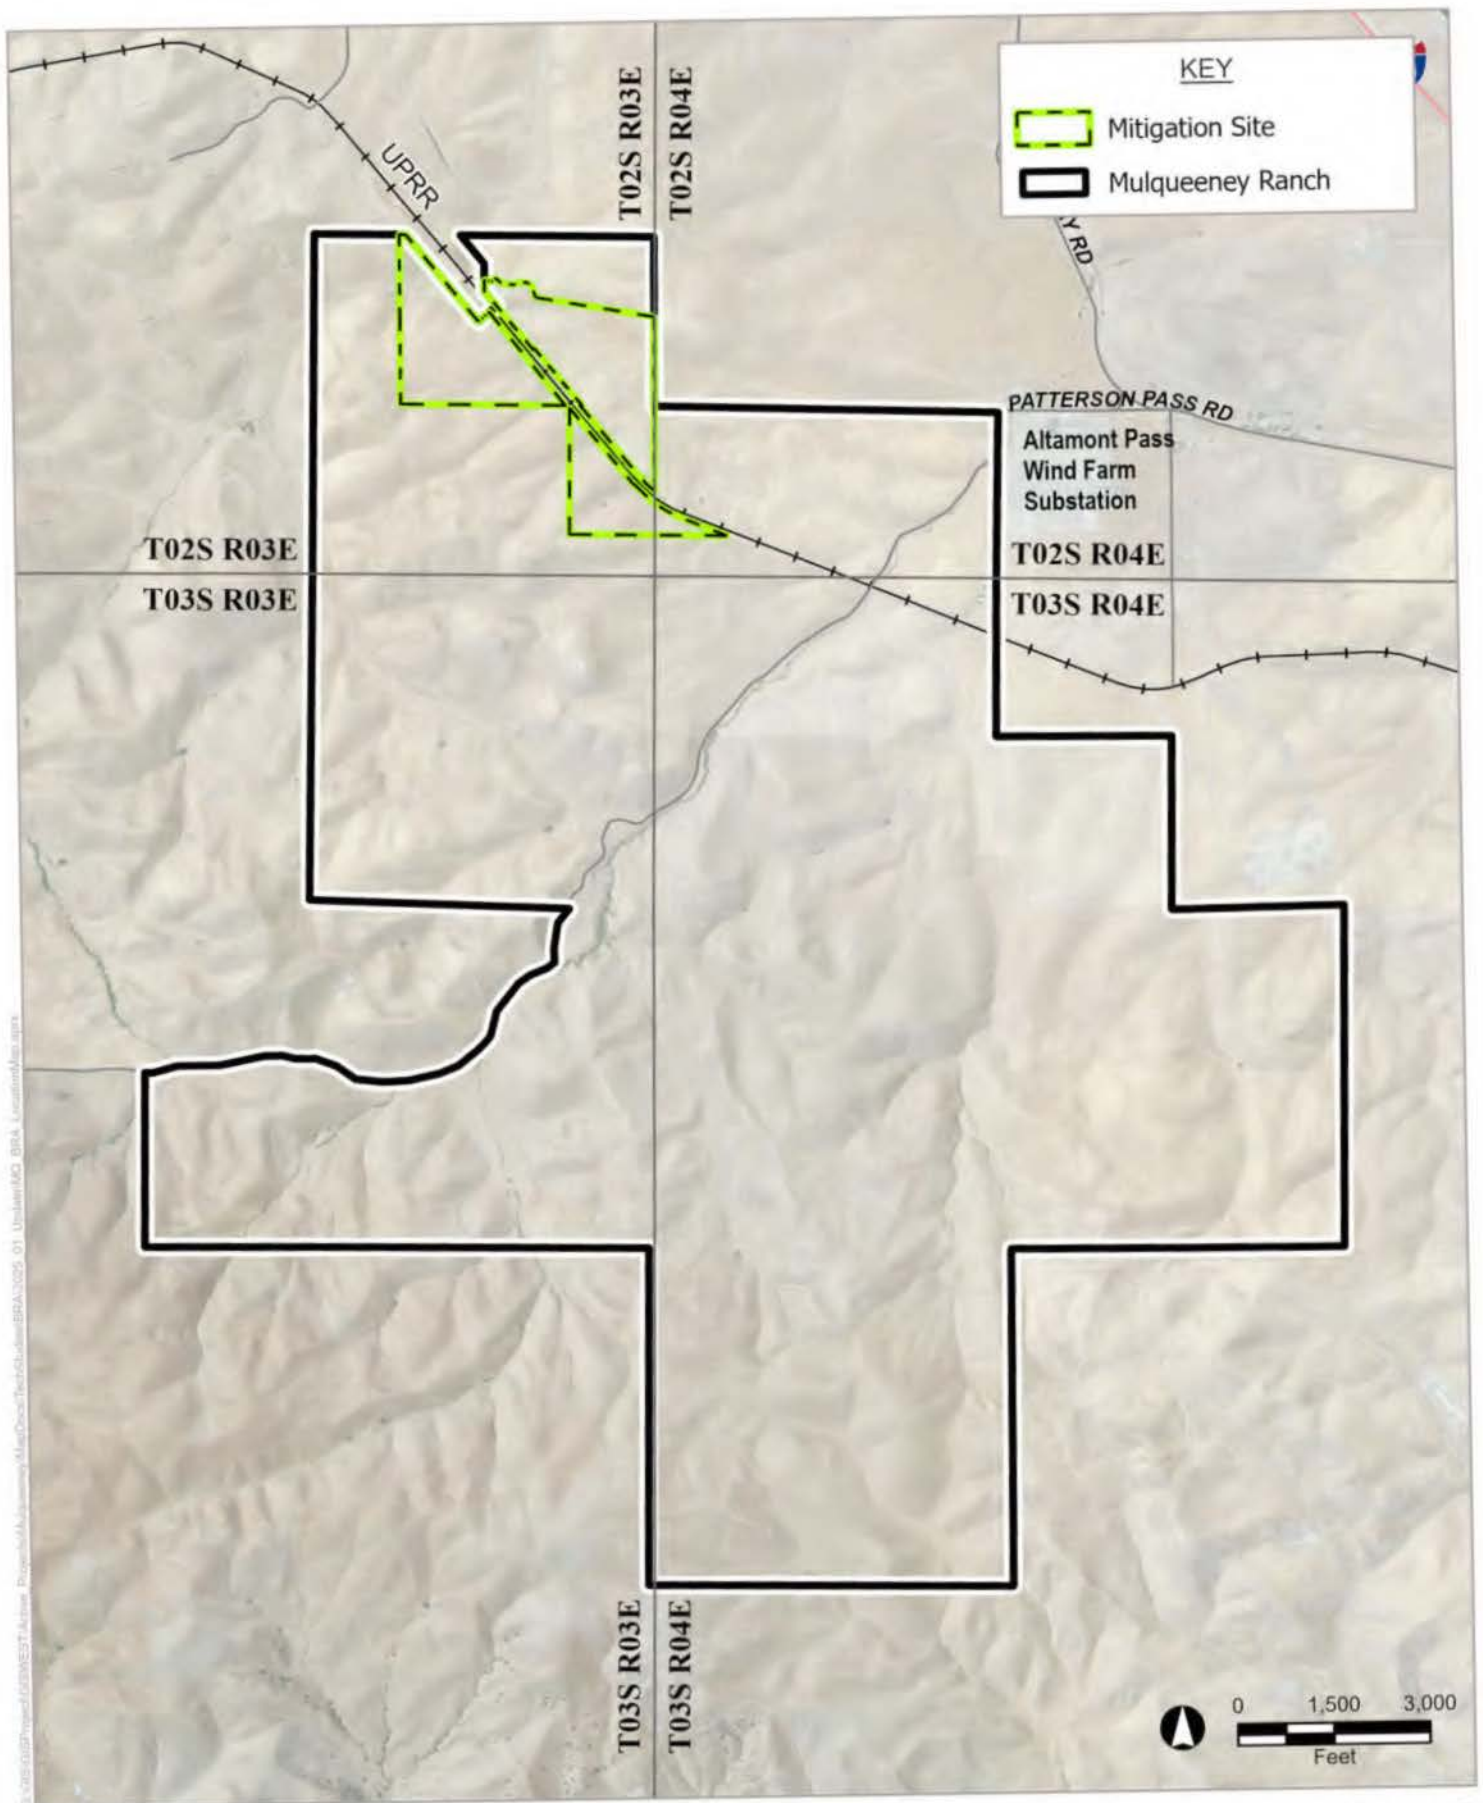 KEY
Mitigation Site
Mulqueeney Ranch
UPRR
T02S R03E
T02S R04E
Y RD
PATTERSON PASS RD
Altamont Pass
Wind Farm
Substation
T02S R03E
T03S R03E
T02S R04E
T03S R04E
T03S R03E
T03S R04E
0 1,500 3,000
Feet